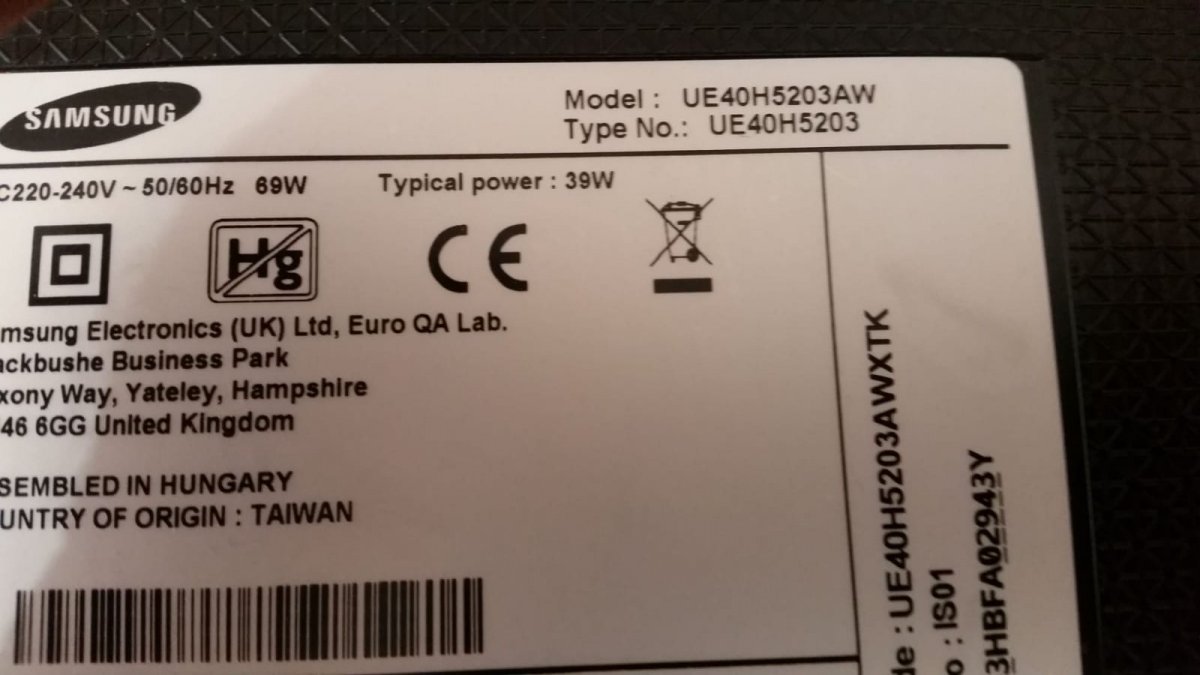 SAMSUNG
Model : UE40H5203AW
Type No.: UE40H5203
C220-240V ~ 50/60Hz 69W Typical power : 39W
Hg
CE
msung Electronics (UK) Ltd, Euro QA Lab.
ackbushe Business Park
xony Way, Yateley, Hampshire
46 6GG United Kingdom
SEMBLED IN HUNGARY
UNTRY OF ORIGIN : TAIWAN
de : UE40H5203AWXTK
o : IS01
3HBFA02943Y